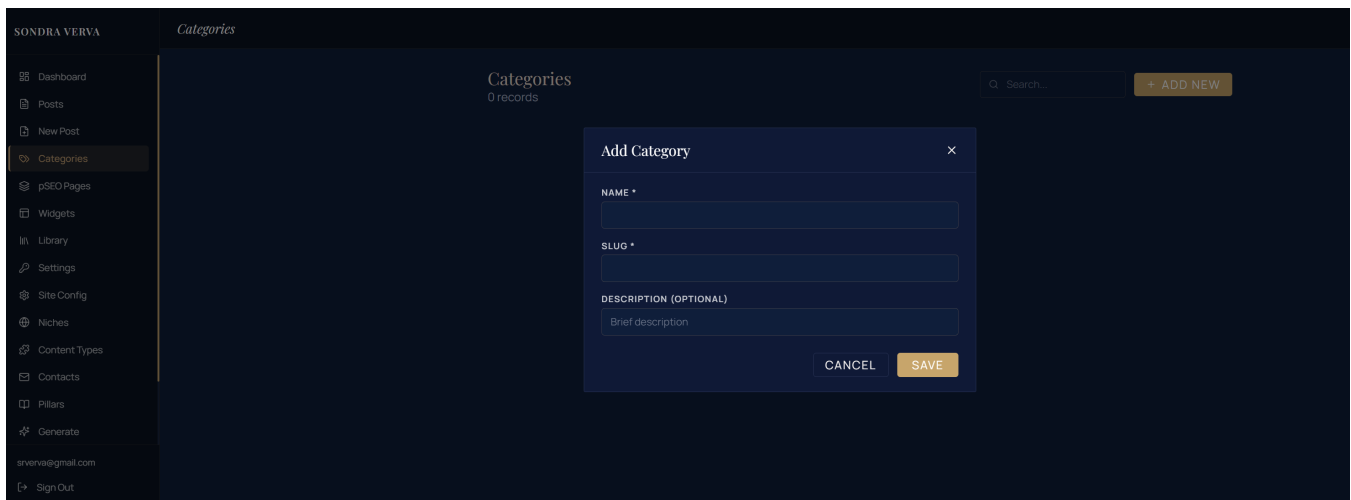 SONDRA VERVA
Categories
Dashboard
Posts
New Post
Categories
pSEO Pages
Widgets
Library
Settings
Site Config
Niches
Content Types
Contacts
Pillars
Generate
srverva@gmail.com
Sign Out
Categories
0 records
Search...
+ ADD NEW
Add Category
NAME *
SLUG *
DESCRIPTION (OPTIONAL)
Brief description
CANCEL
SAVE